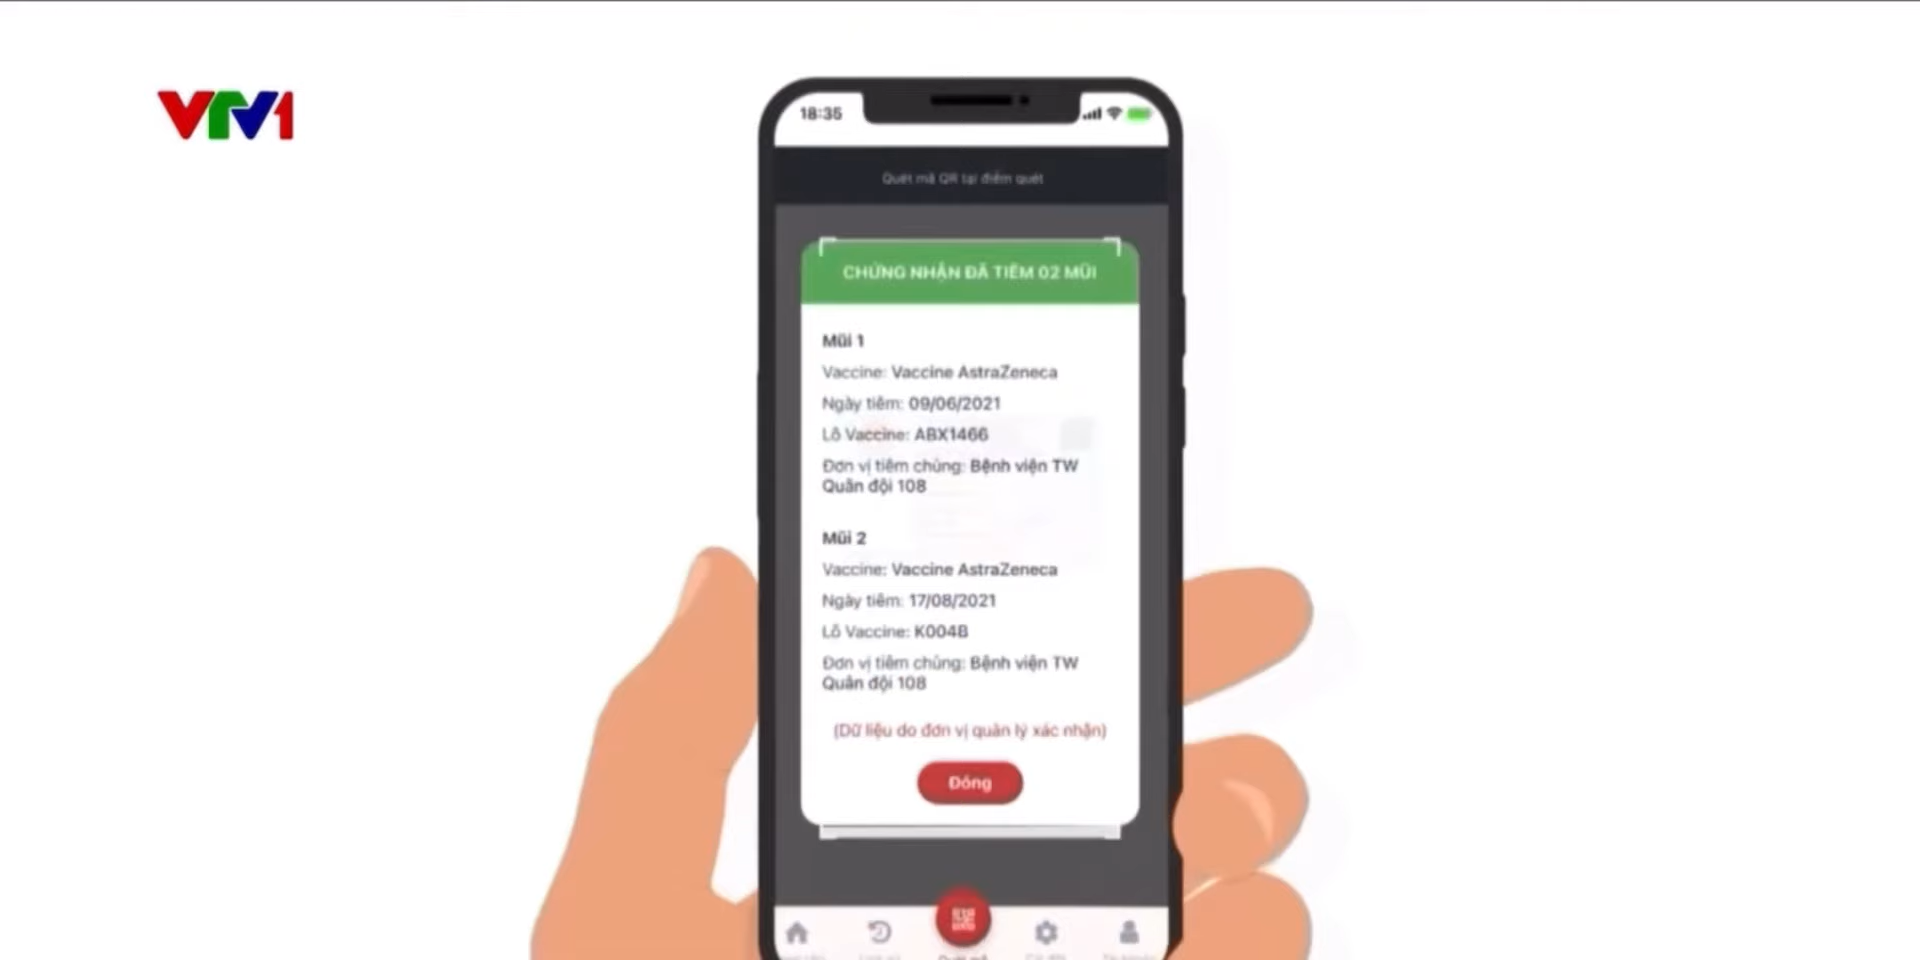 VTV1
18:35
Quét mã QR tại điểm quét
CHỨNG NHẬN ĐÃ TIÊM 02 MŨI
Mũi 1
Vaccine: Vaccine AstraZeneca
Ngày tiêm: 09/06/2021
Lô Vaccine: ABX1466
Đơn vị tiêm chủng: Bệnh viện TW
Quân đội 108
Mũi 2
Vaccine: Vaccine AstraZeneca
Ngày tiêm: 17/08/2021
Lô Vaccine: K004B
Đơn vị tiêm chủng: Bệnh viện TW
Quân đội 108
(Dữ liệu do đơn vị quản lý xác nhận)
Đóng